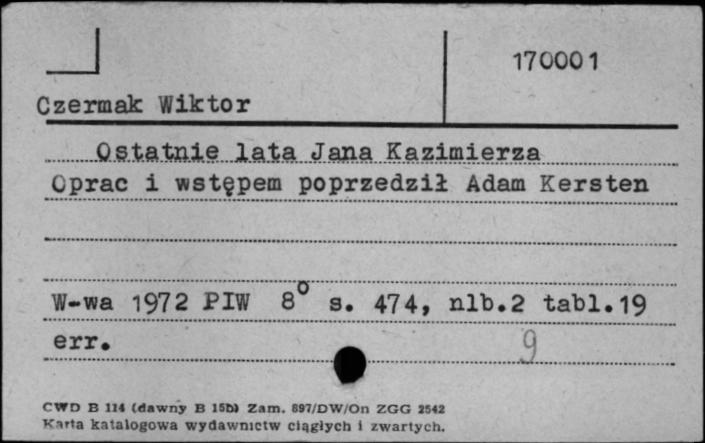 170001
Czermak Wiktor
Ostatnie lata Jana Kazimierza
Oprac i wstępem poprzedził Adam Kersten
W-wa 1972 PIW 8° s. 474, nlb.2 tabl.19
err.
9
CWD B 114 (dawny B 15b) Zam. 897/DW/On ZGG 2542
Karta katalogowa wydawnictw ciągłych i zwartych.